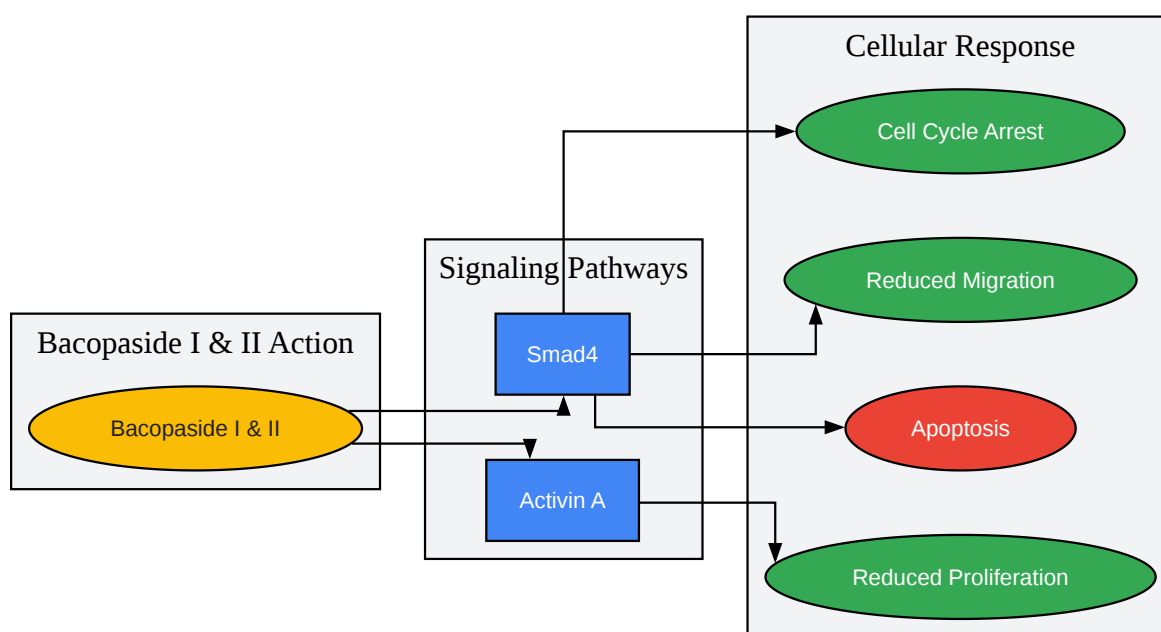 Bacopaside I & II Action
Bacopaside I & II
Signaling Pathways
Smad4
Activin A
Cellular Response
Cell Cycle Arrest
Reduced Migration
Apoptosis
Reduced Proliferation